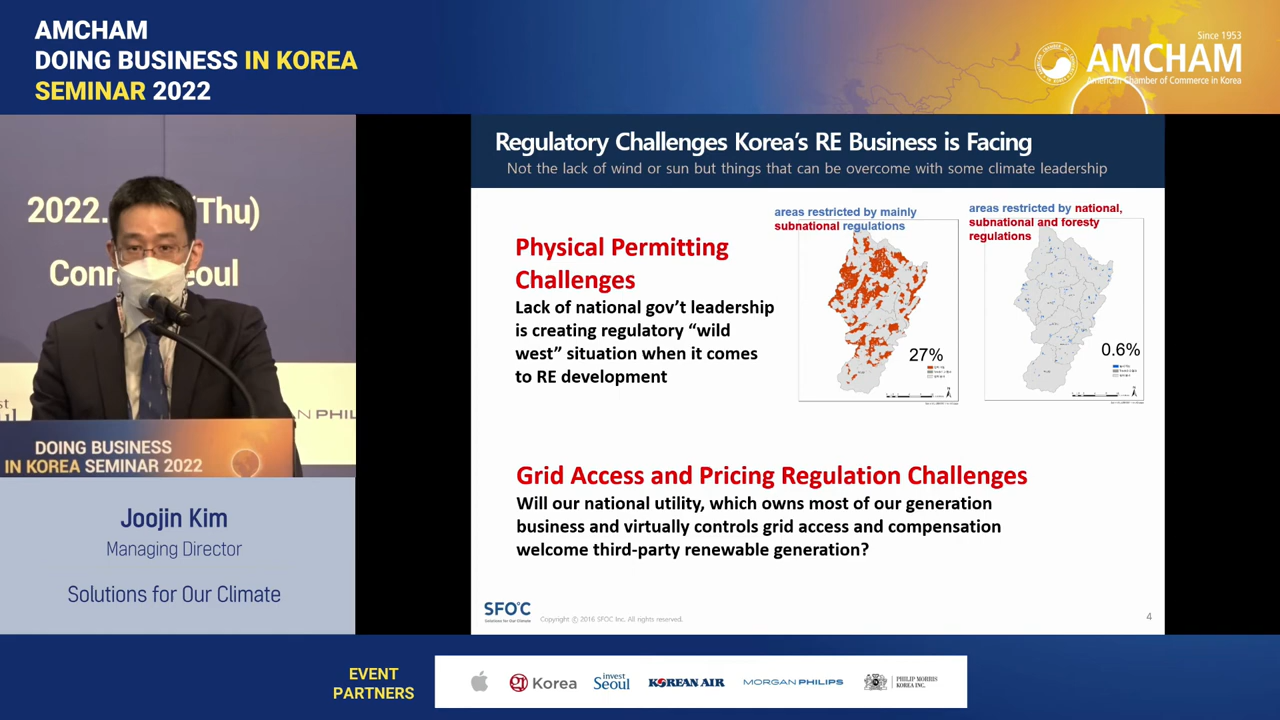 AMCHAM
DOING BUSINESS IN KOREA
SEMINAR 2022
Since 1953
AMCHAM
American Chamber of Commerce in Korea
2022. (Thu)
Seoul
DOING BUSINESS
IN KOREA SEMINAR 2022
Joojin Kim
Managing Director
Solutions for Our Climate
Regulatory Challenges Korea's RE Business is Facing
Not the lack of wind or sun but things that can be overcome with some climate leadership
Physical Permitting
Challenges
Lack of national gov't leadership
is creating regulatory "wild
west" situation when it comes
to RE development
areas restricted by mainly
subnational regulations
27%
areas restricted by national,
subnational and foresty
regulations
0.6%
Grid Access and Pricing Regulation Challenges
Will our national utility, which owns most of our generation
business and virtually controls grid access and compensation
welcome third-party renewable generation?
SFOC
Solutions for Our Climate
Copyright ⓒ 2016 SFOC Inc. All rights reserved.
4
EVENT
PARTNERS
Korea
invest
Seoul
KOREAN AIR
MORGAN PHILIPS
PHILIP MORRIS
KOREA INC.